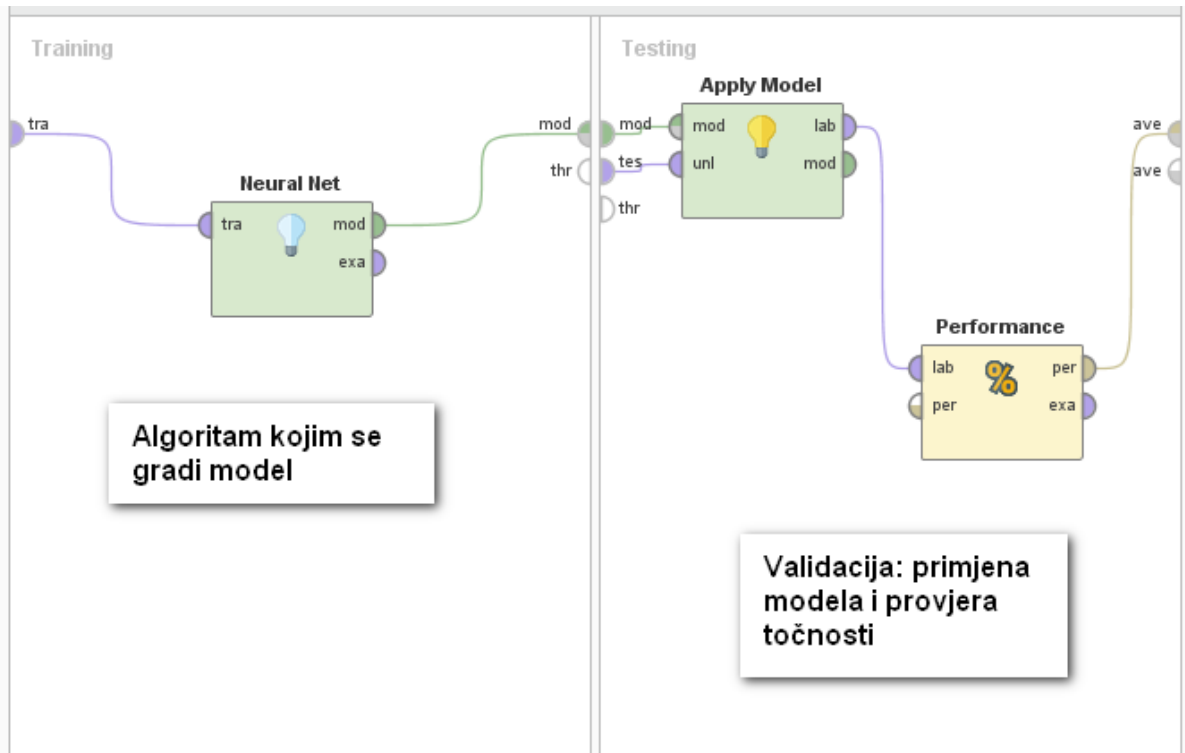 Training
tra
Neural Net
tra
mod
exa
mod
thr
Algoritam kojim se
gradi model
Testing
mod
tes
thr
Apply Model
mod
lab
unl
mod
Performance
lab
per
per
exa
ave
ave
Validacija: primjena
modela i provjera
točnosti